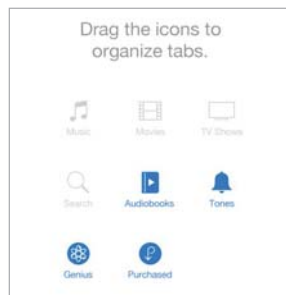 Drag the icons to
organize tabs.
Music Movies TV Shows
Search Audiobooks Tones
Genius Purchased